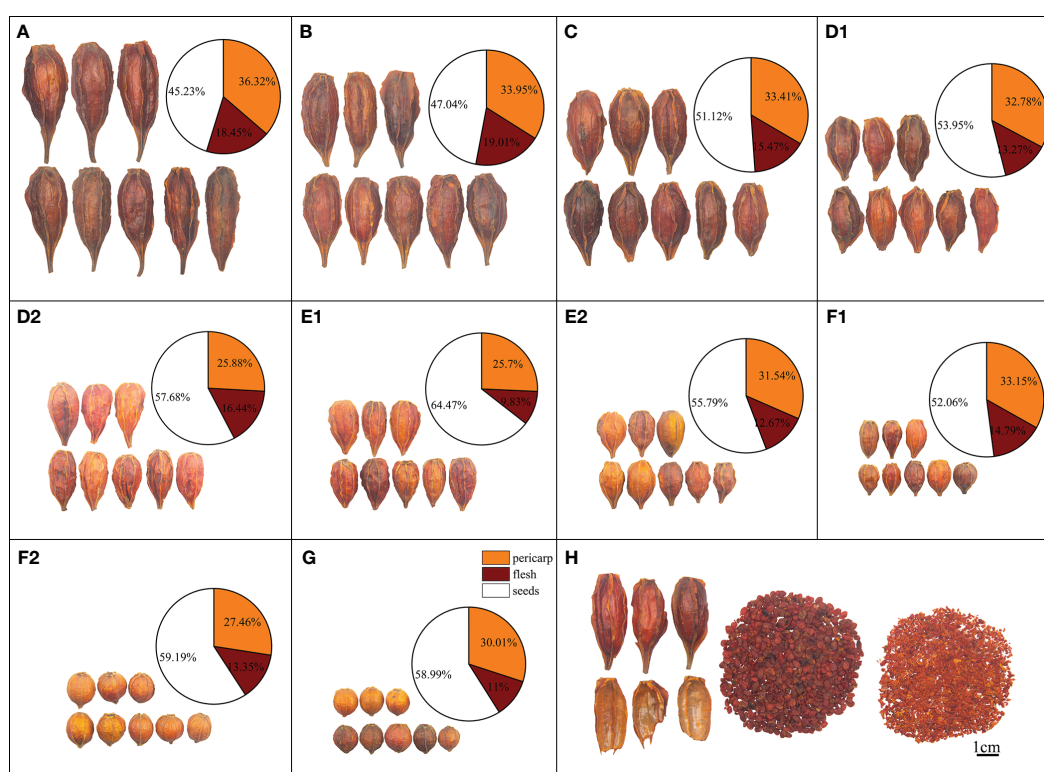 A
36.32%
45.23%
18.45%
B
33.95%
47.04%
19.01%
C
33.41%
51.12%
15.47%
D1
32.78%
53.95%
13.27%
D2
25.88%
57.68%
16.44%
E1
25.7%
9.83%
64.47%
E2
31.54%
55.79%
12.67%
F1
33.15%
52.06%
14.79%
F2
27.46%
59.19%
13.35%
G
pericarp
flesh
seeds
30.01%
58.99%
11%
H
1cm